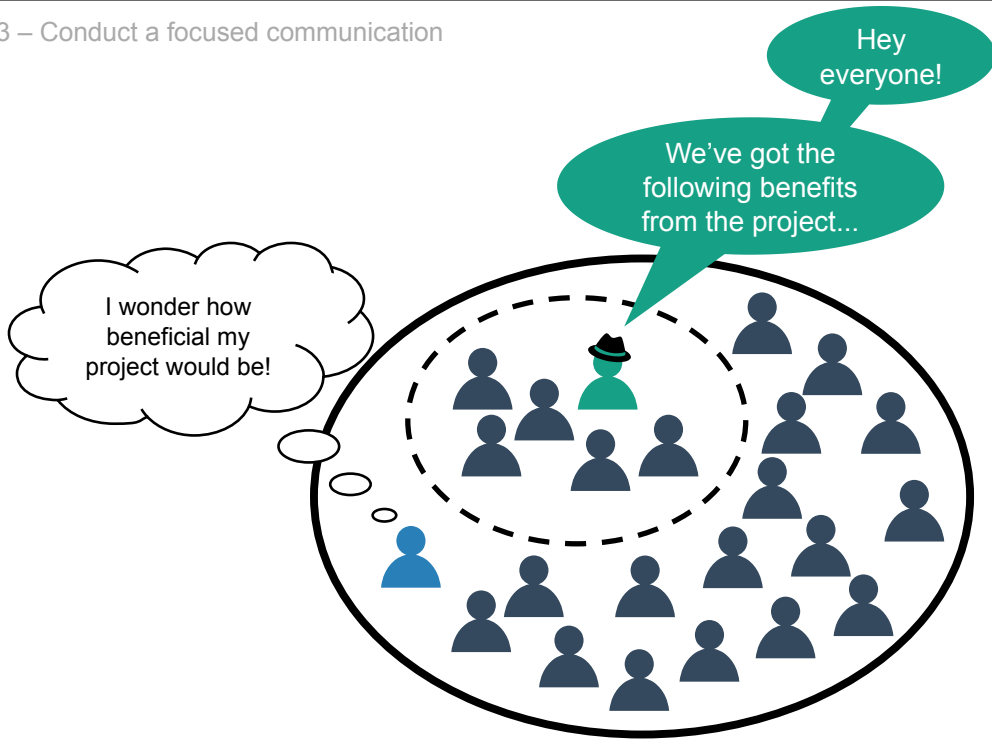 3 – Conduct a focused communication
Hey
everyone!
We’ve got the
following benefits
from the project...
I wonder how
beneficial my
project would be!